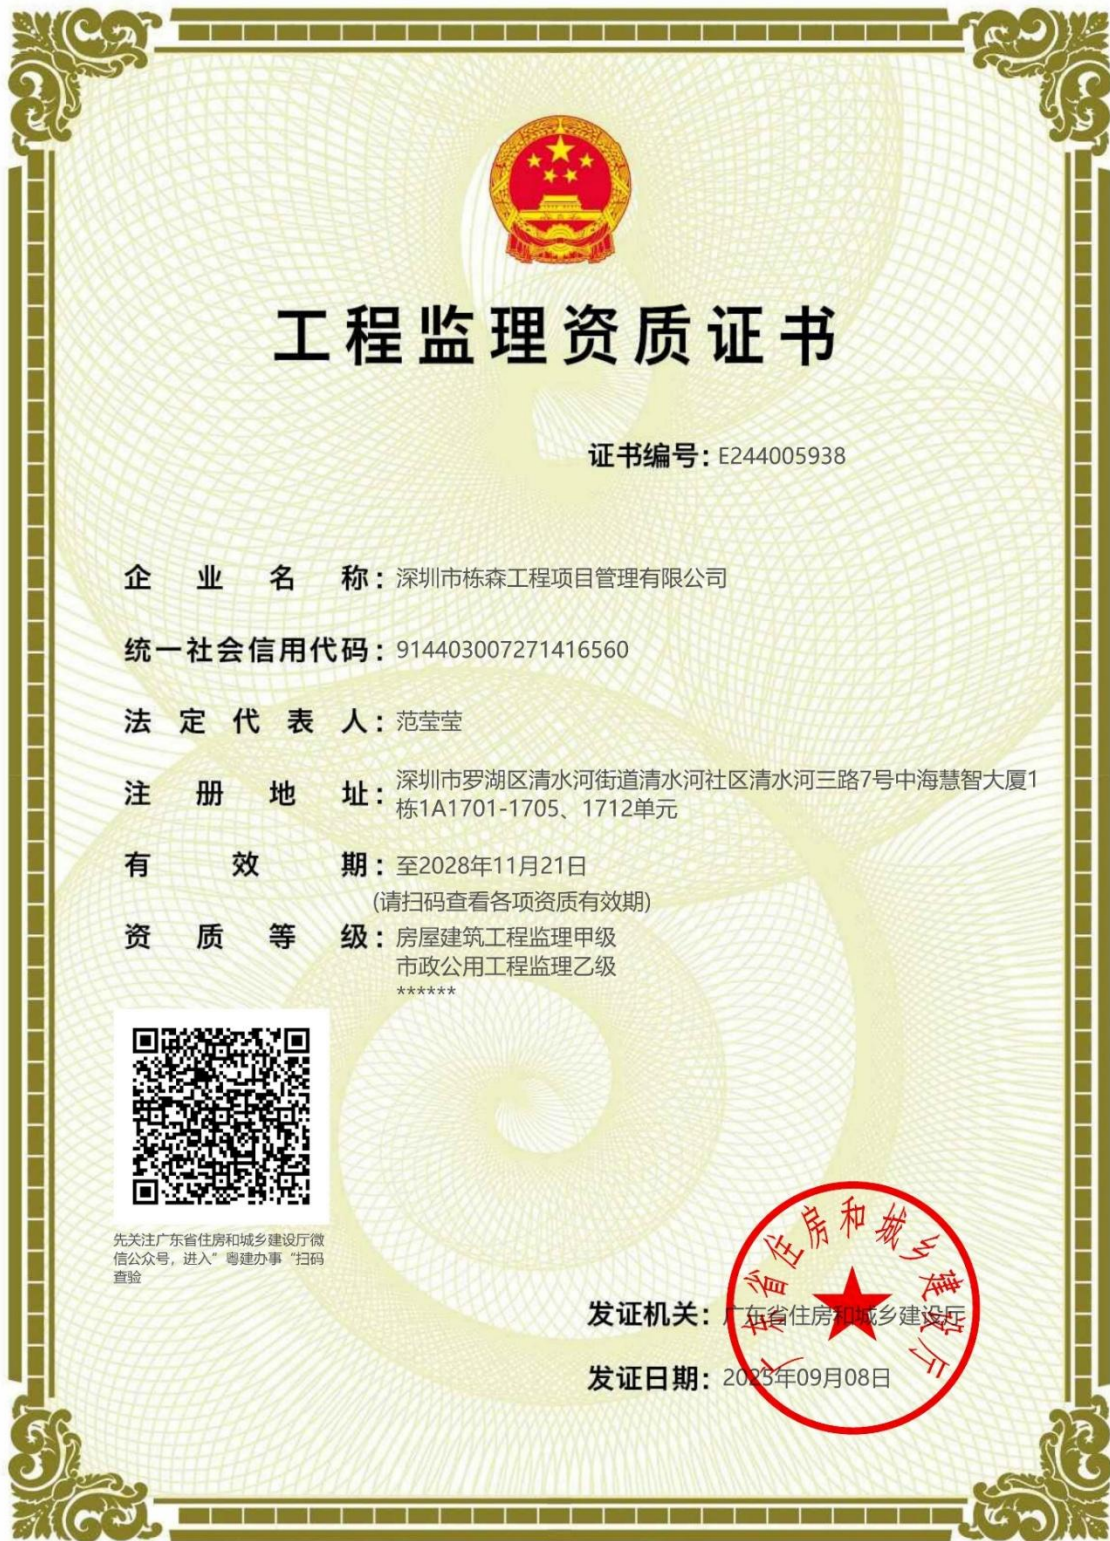 工程监理资质证书
证书编号：E244005938
企业名称：深圳市栋森工程项目管理有限公司
统一社会信用代码：914403007271416560
法定代表人：范莹莹
注册地址：深圳市罗湖区清水河街道清水河社区清水河三路7号中海慧智大厦1
栋1A1701-1705、1712单元
有效期：至2028年11月21日
(请扫码查看各项资质有效期)
资质等级：房屋建筑工程监理甲级
市政公用工程监理乙级
******
先关注广东省住房和城乡建设厅微
信公众号，进入“粤建办事“扫码
查验
广东省住房和城乡建设厅
发证机关：广东省住房和城乡建设厅
发证日期：2025年09月08日